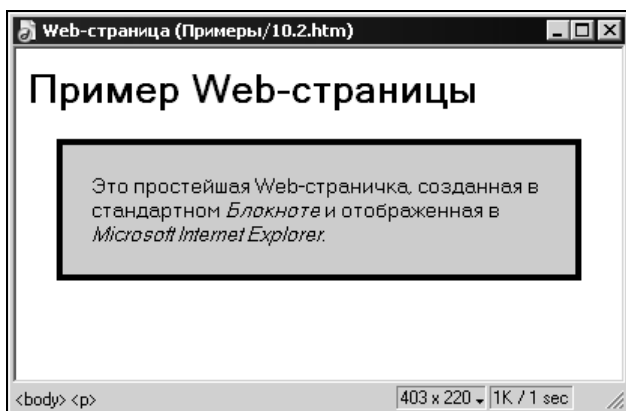 Web-страница (Примеры/10.2.htm)
Пример Web-страницы
Это простейшая Web-страничка, созданная в
стандартном Блокноте и отображенная в
Microsoft Internet Explorer.
<body> <p>
403 x 220 1K / 1 sec